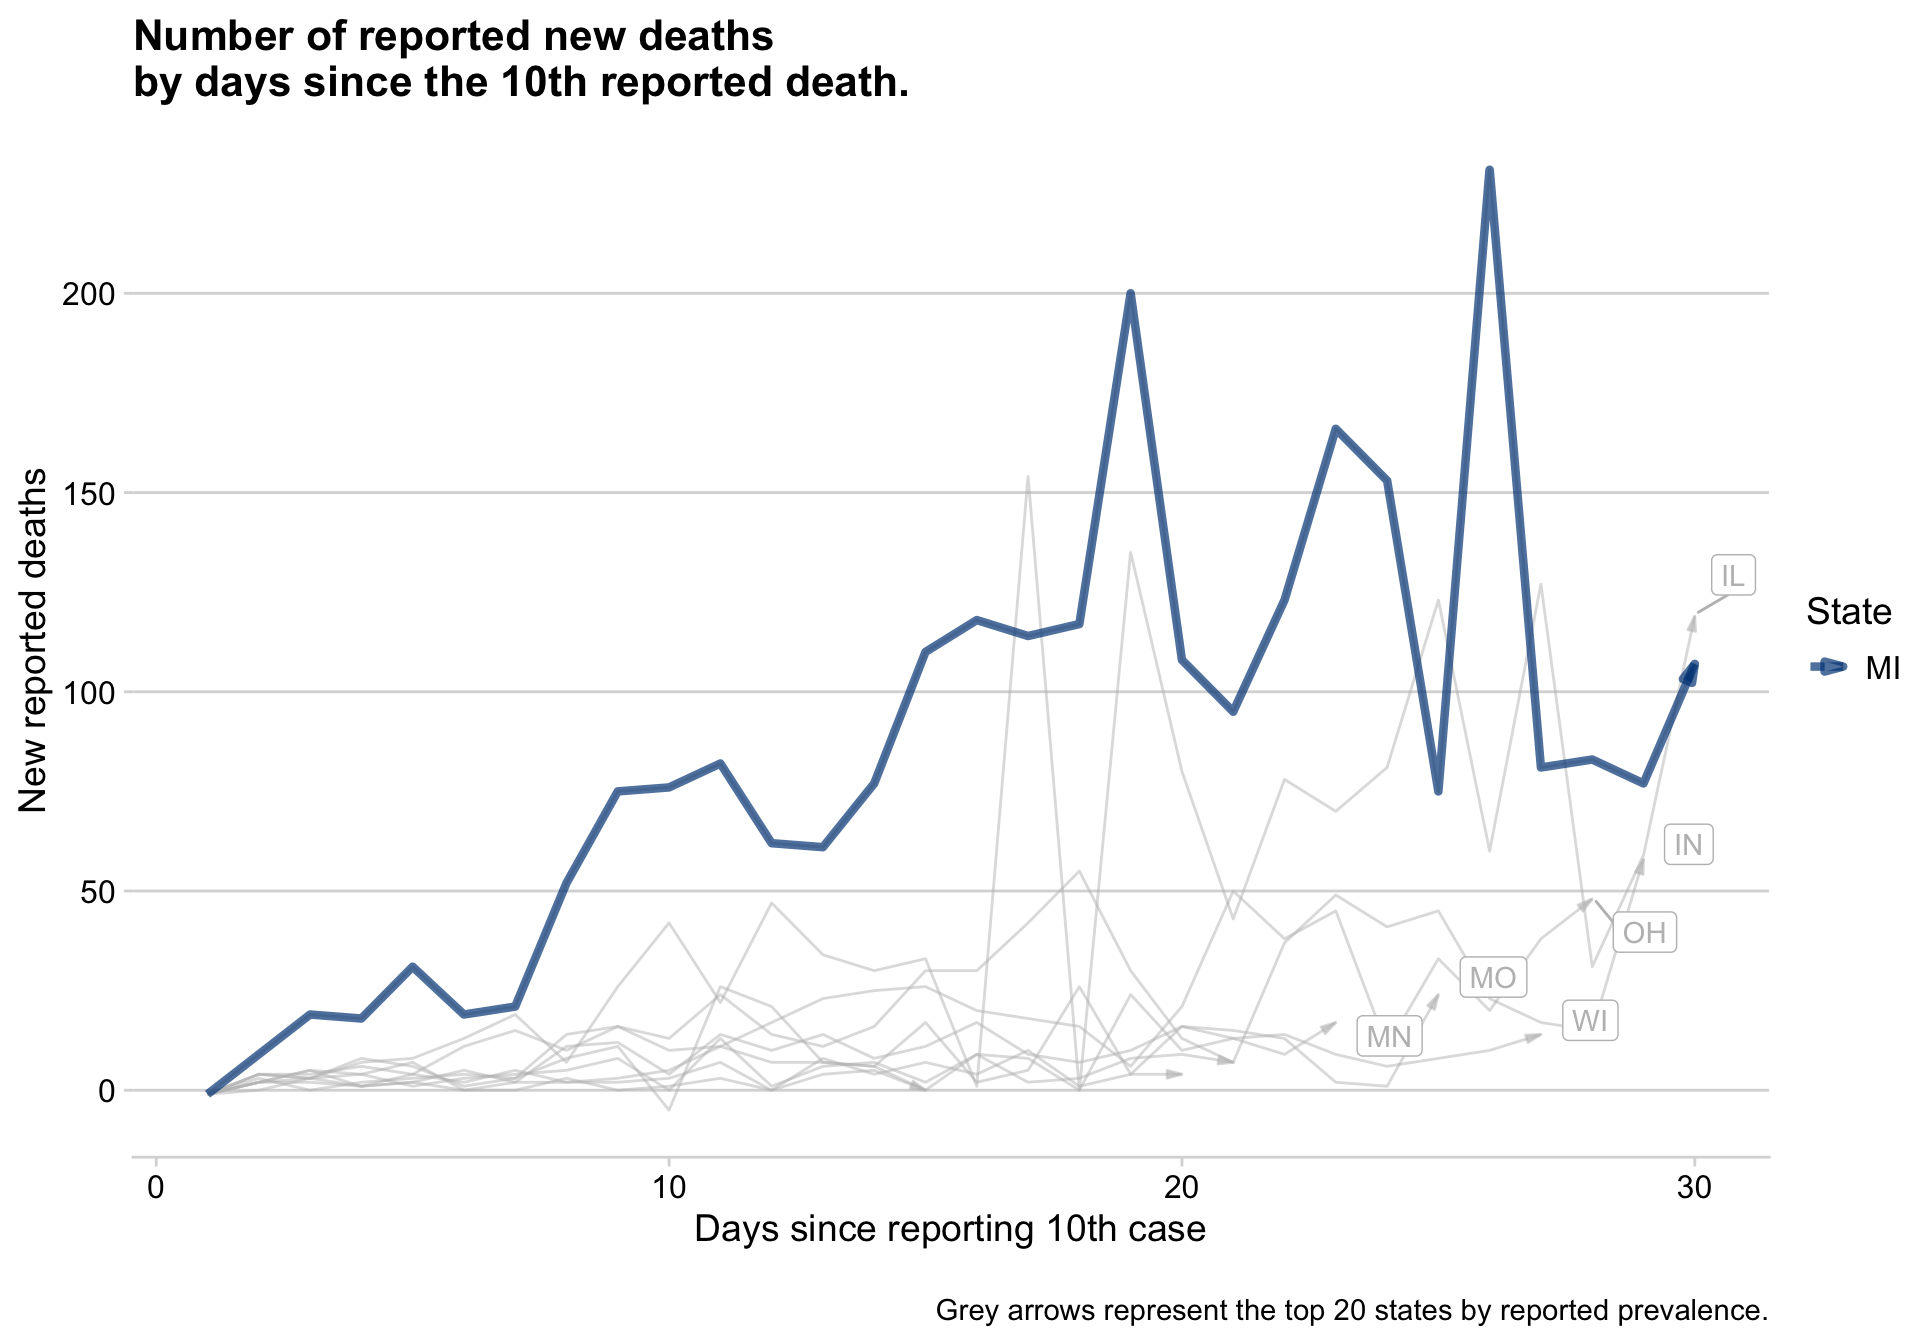 Number of reported new deaths
by days since the 10th reported death.
New reported deaths
200
150
100
50
0
IL
IN
OH
MO
WI
MN
State
MI
0
10
20
30
Days since reporting 10th case
Grey arrows represent the top 20 states by reported prevalence.